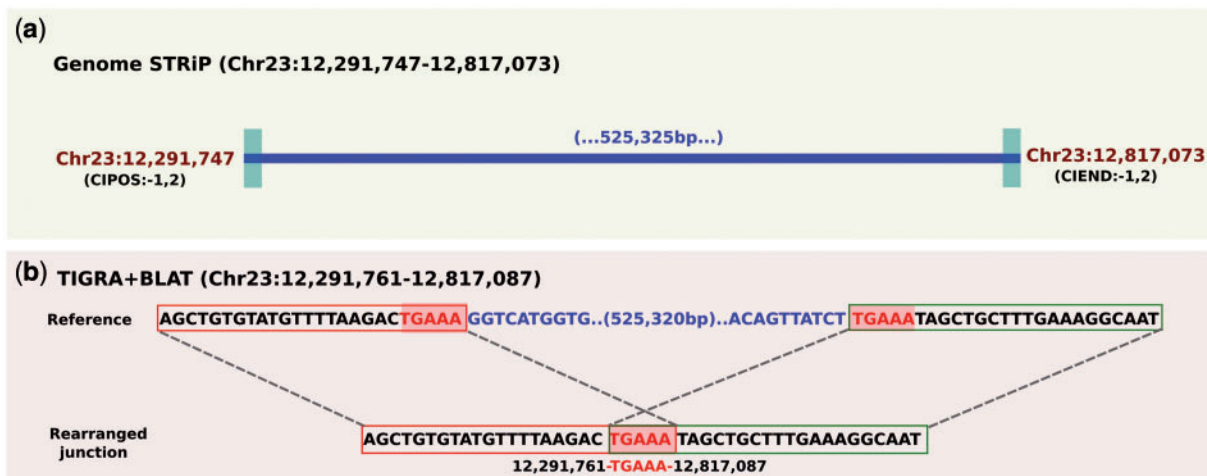 (a)
Genome STRiP (Chr23:12,291,747-12,817,073)
(...525,325bp...)
Chr23:12,291,747
(CIPOS:-1,2)
Chr23:12,817,073
(CIEND:-1,2)
(b) TIGRA+BLAT (Chr23:12,291,761-12,817,087)
Reference AGCTGTGTATGTTTTAAGACTGAAAGGTCATGGTG..(525,320bp)..ACAGTTATCT TGAAATAGCTGCTTTGAAAGGCAAT
Rearranged junction
AGCTGTGTATGTTTTAAGAC TGAAA TAGCTGCTTTGAAAGGCAAT
12,291,761-TGAAA-12,817,087